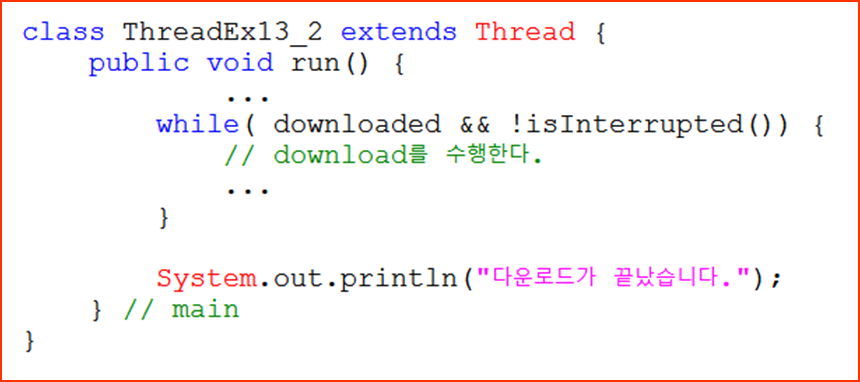 class ThreadEx13_2 extends Thread {
public void run() {
...
while( downloaded && !isInterrupted()) {
// download를 수행한다.
...
}
System.out.println("다운로드가 끝났습니다.");
} // main
}